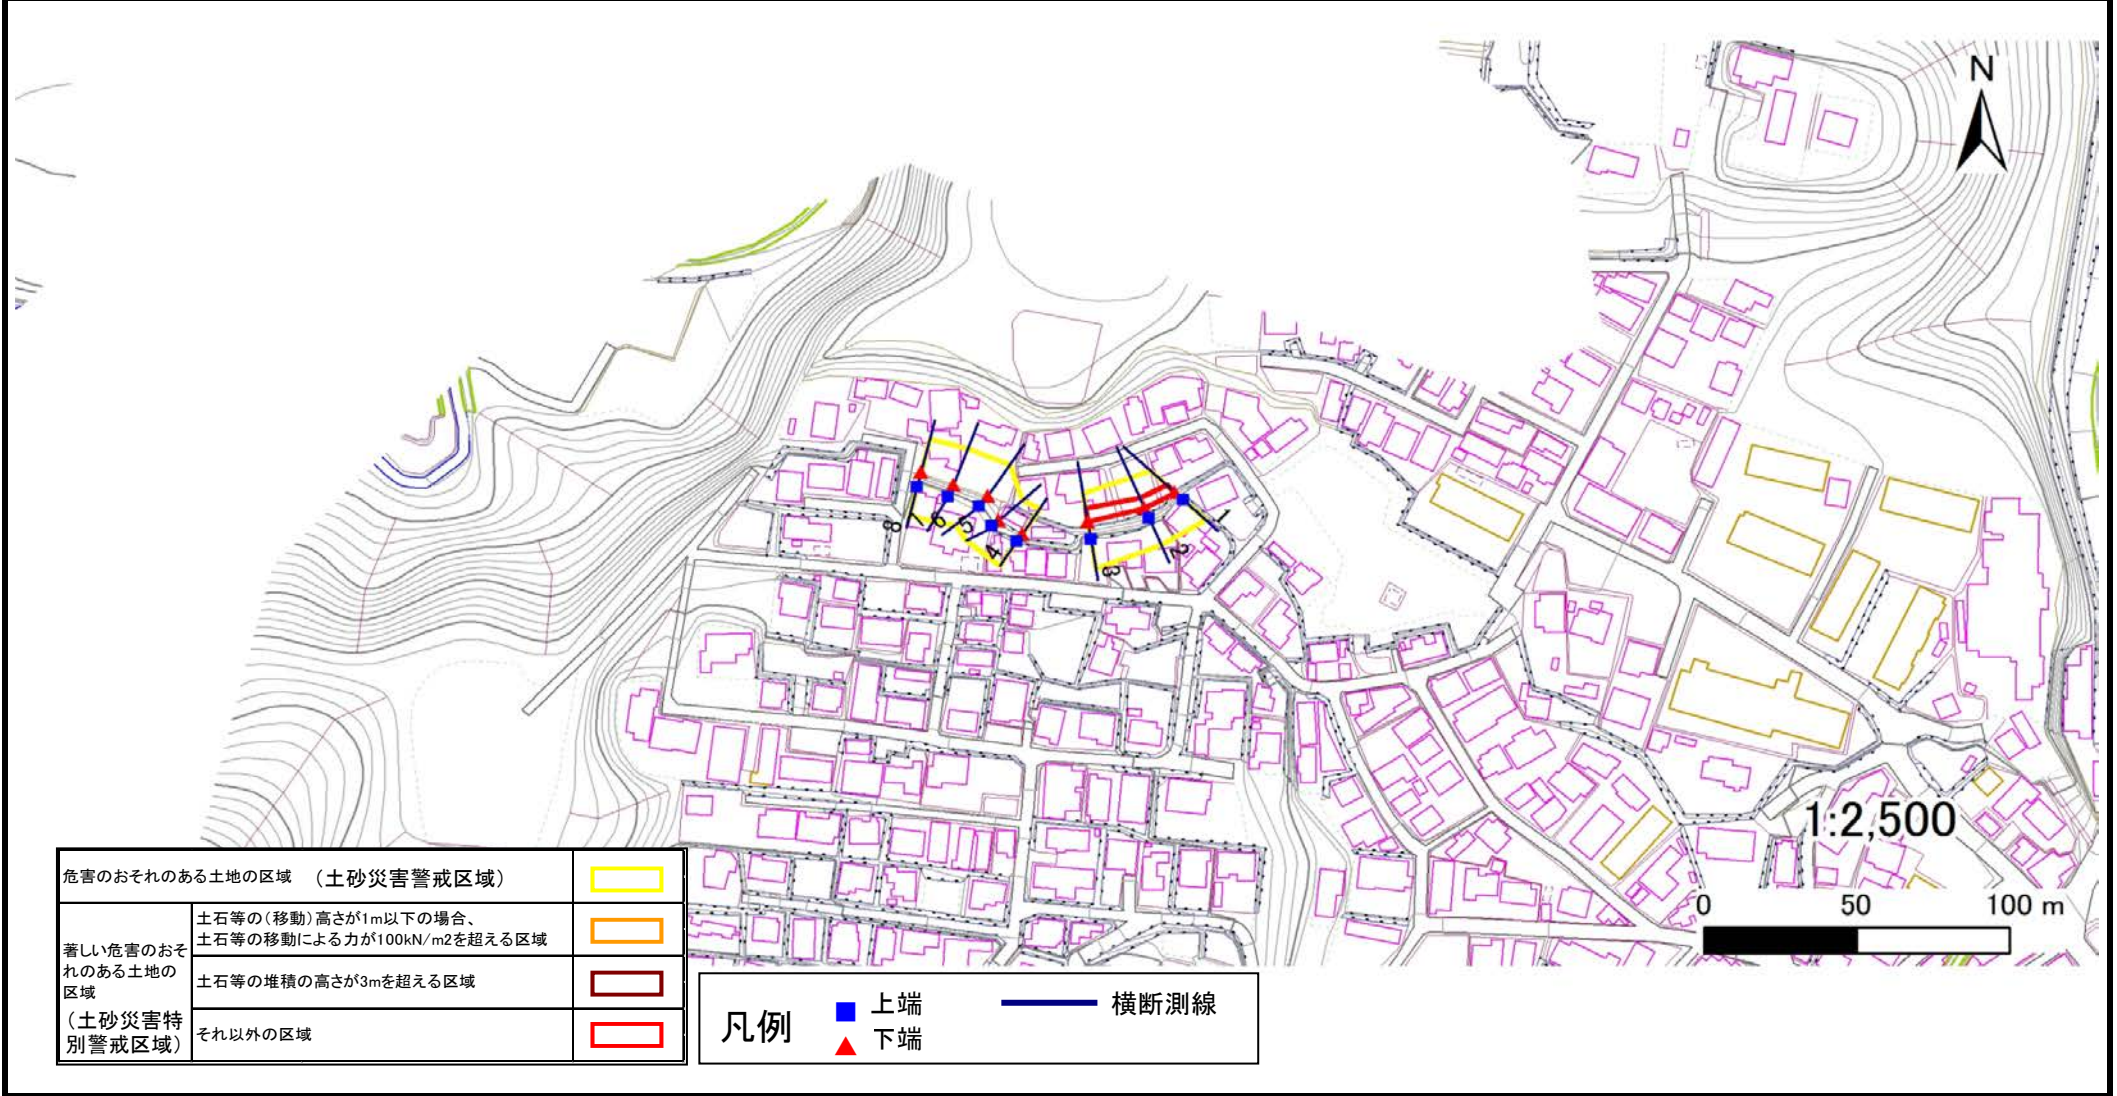 N
8
7
6
5
4
1
2
3
1:2,500
0 50 100 m
危害のおそれのある土地の区域 (土砂災害警戒区域)
著しい危害のおそ
れのある土地の
区域
(土砂災害特
別警戒区域)
土石等の(移動)高さが1m以下の場合、
土石等の移動による力が100kN/m2を超える区域
土石等の堆積の高さが3mを超える区域
それ以外の区域
凡例
上端
下端
横断測線